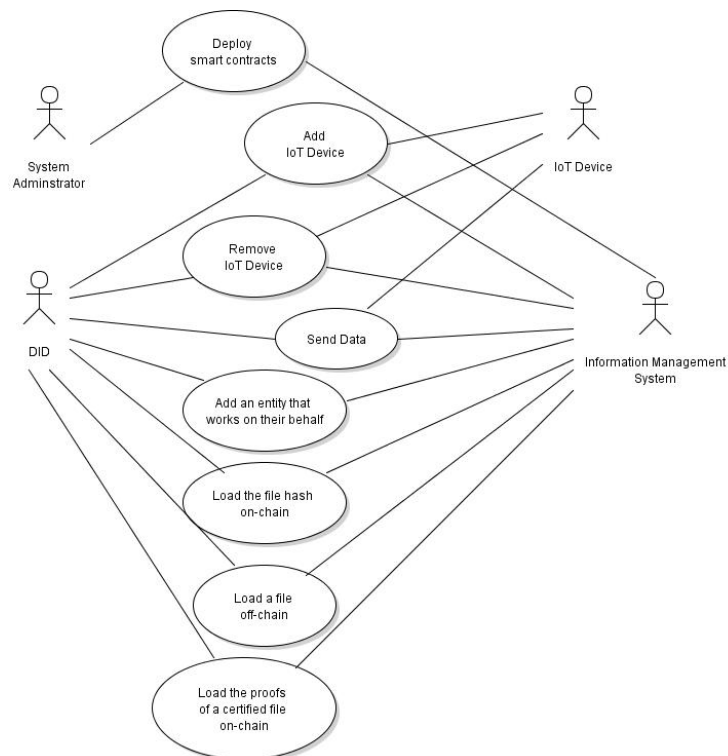 Deploy
smart contracts
System
Adminstrator
Add
IoT Device
IoT Device
Remove
IoT Device
DID
Send Data
Information Management
System
Add an entity that
works on their behalf
Load the file hash
on-chain
Load a file
off-chain
Load the proofs
of a certified file
on-chain